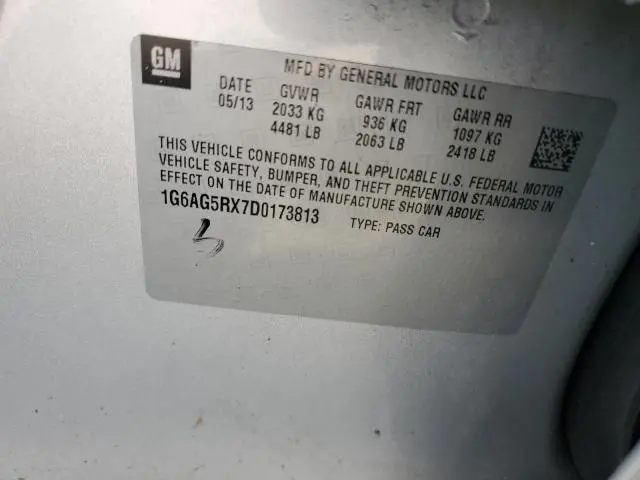 GM
MFD BY GENERAL MOTORS LLC
DATE GVWR GAWR FRT GAWR RR
05/13 2033 KG 936 KG 1097 KG
4481 LB 2063 LB 2418 LB
THIS VEHICLE CONFORMS TO ALL APPLICABLE U.S. FEDERAL MOTOR
VEHICLE SAFETY, BUMPER, AND THEFT PREVENTION STANDARDS IN
EFFECT ON THE DATE OF MANUFACTURE SHOWN ABOVE.
1G6AG5RX7D0173813 TYPE: PASS CAR